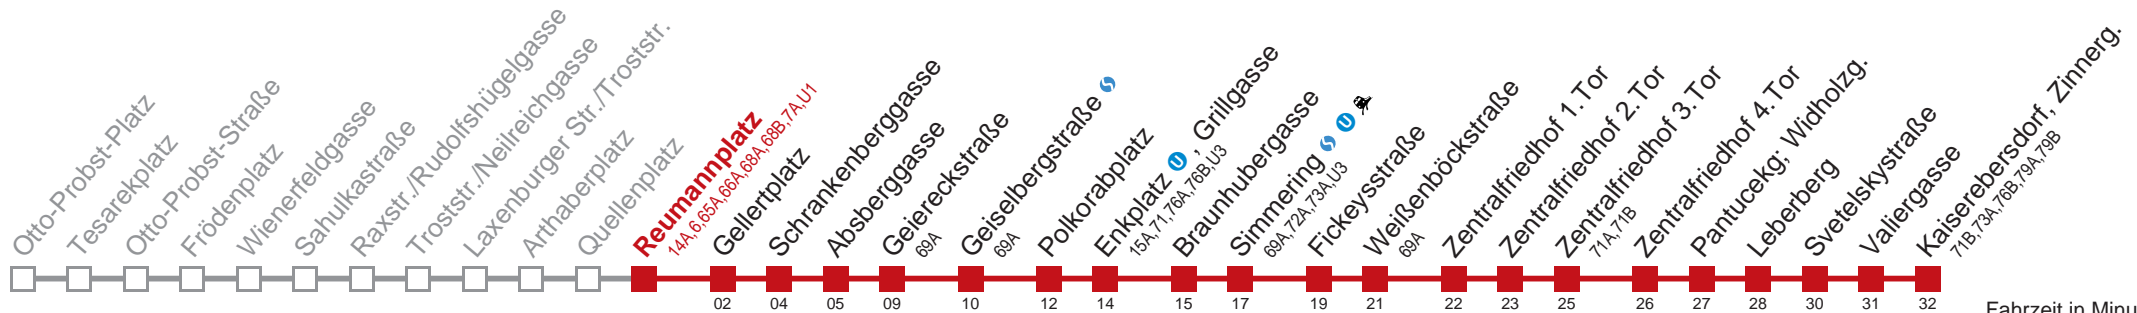 Otto-Probst-Platz
Tesarekplatz
Otto-Probst-Straße
Frödenplatz
Wienerfeldgasse
Sahulkastraße
Raxstr./Rudolfshügelgasse
Troststr./Neilreichgasse
Laxenburger Str./Troststr.
Arthaberplatz
Quellenplatz
Reumannplatz
14A,6,65A,66A,68A,68B,7A,U1
Gellertplatz
Schrankenberggasse
Absberggasse
Geiereckstraße
69A
Geiselbergstraße
69A
Polkorabplatz
Enkplatz U , Grillgasse
15A,71,76A,76B,U3
Braunhubergasse
Simmering U
69A,72A,73A,U3
Fickeysstraße
Weißenböckstraße
69A
Zentralfriedhof 1.Tor
Zentralfriedhof 2.Tor
Zentralfriedhof 3.Tor
71A,71B
Zentralfriedhof 4.Tor
Pantucekg; Widholzg.
Leberberg
Svetelskystraße
Valiergasse
Kaiserebersdorf, Zinnerg.
71B,73A,76B,79A,79B
02 04 05 09 10 12 14 15 17 19 21 22 23 25 26 27 28 30 31 32
Fahrzeit in Minu